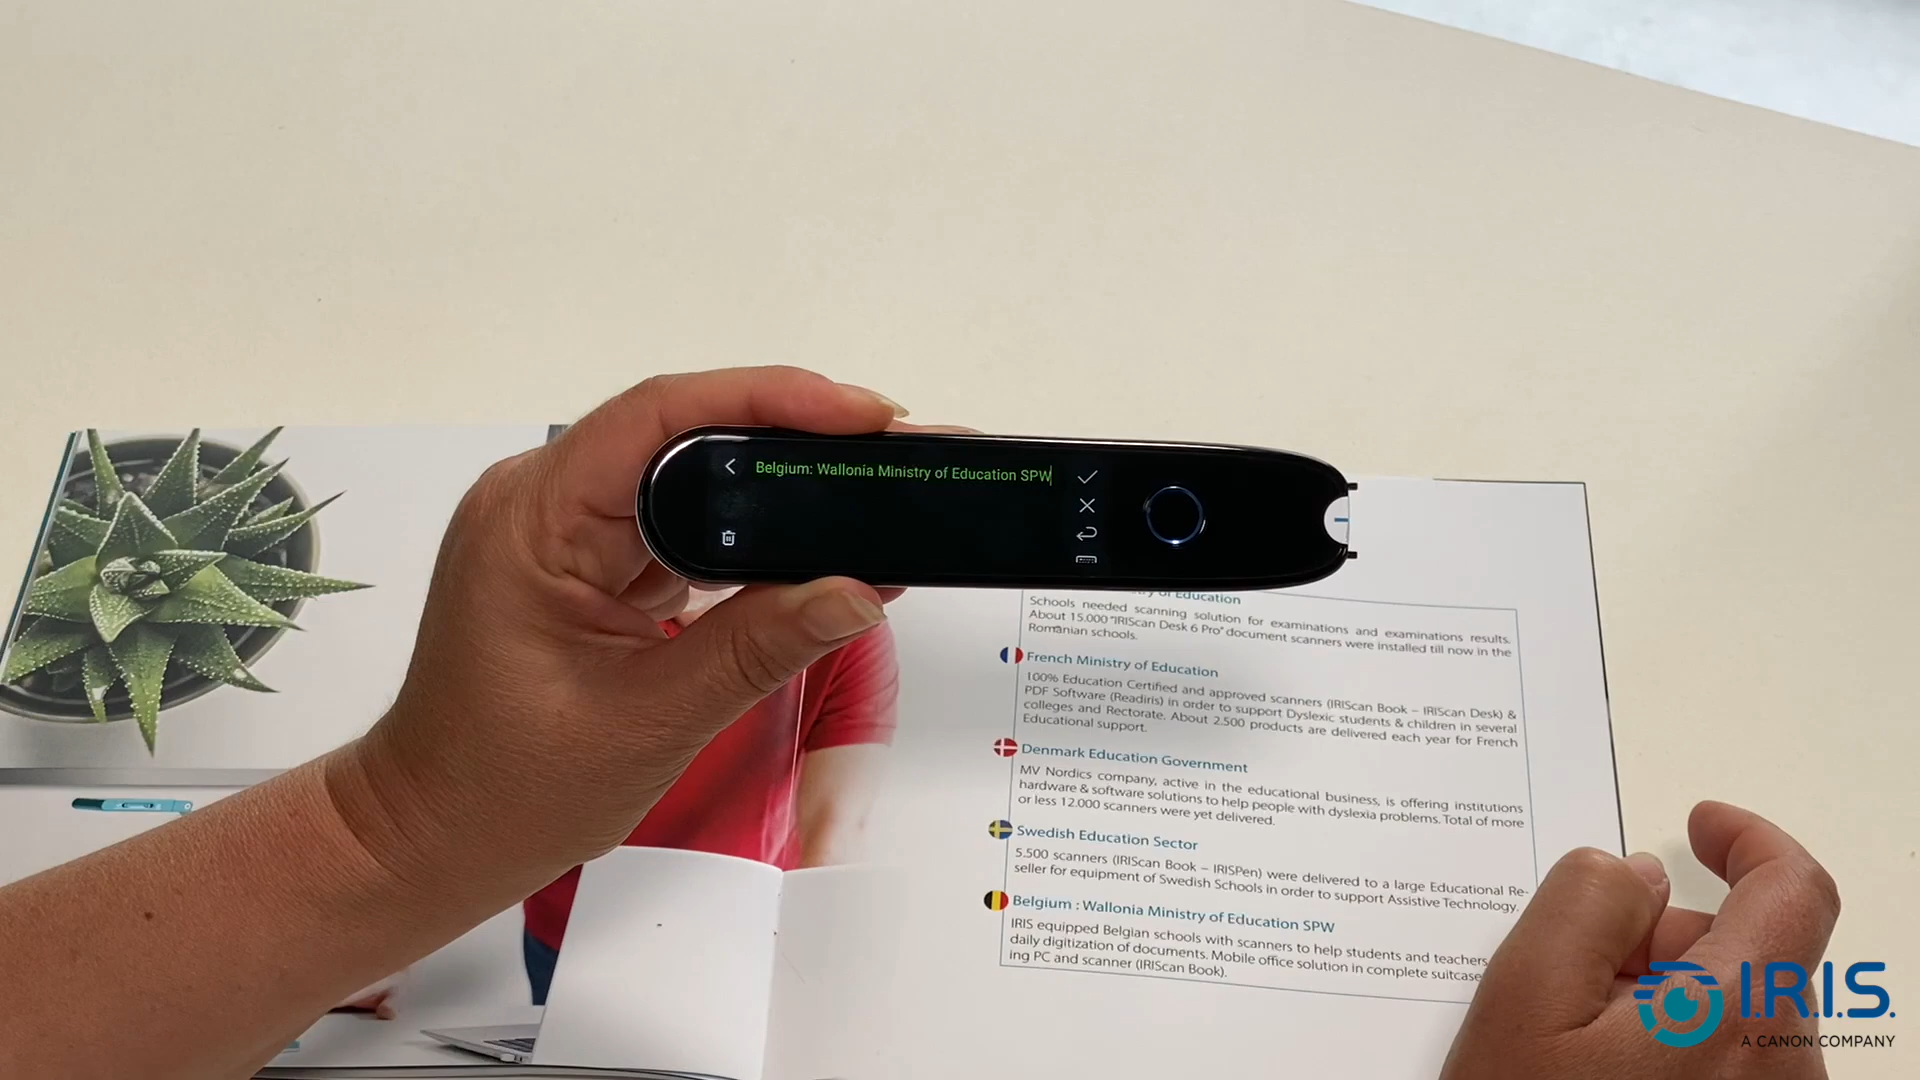 Belgium: Wallonia Ministry of Education SPW
of Education
Schools needed scanning solution for examinations and examinations results.
About 15.000 "IRIScan Desk 6 Pro" document scanners were installed till now in the
Romanian schools.
French Ministry of Education
100% Education Certified and approved scanners (IRIScan Book – IRIScan Desk) &
PDF Software (Readiris) in order to support Dyslexic students & children in several
colleges and Rectorate. About 2.500 products are delivered each year for French
Educational support.
Denmark Education Government
MV Nordics company, active in the educational business, is offering institutions
hardware & software solutions to help people with dyslexia problems. Total of more
or less 12.000 scanners were yet delivered.
Swedish Education Sector
5.500 scanners (IRIScan Book – IRISPen) were delivered to a large Educational Re-
seller for equipment of Swedish Schools in order to support Assistive Technology.
Belgium : Wallonia Ministry of Education SPW
IRIS equipped Belgian schools with scanners to help students and teachers
daily digitization of documents. Mobile office solution in complete suitcase
ing PC and scanner (IRIScan Book).
I.R.I.S.
A CANON COMPANY